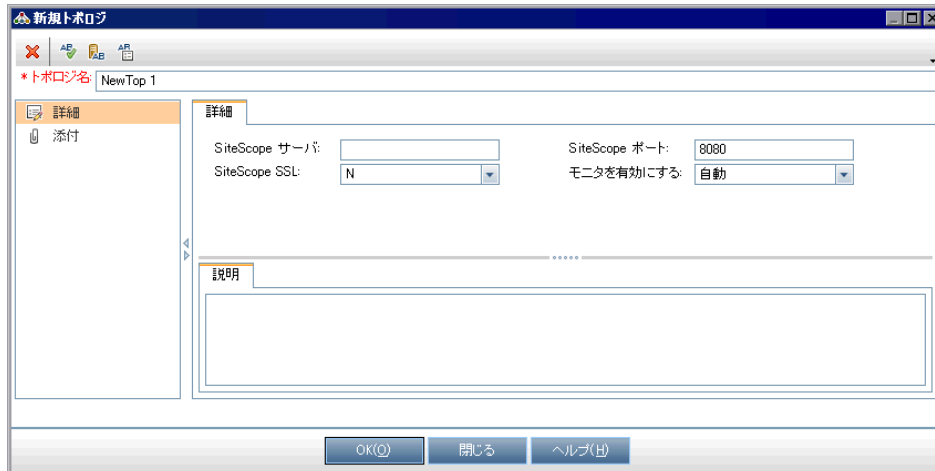 新規トポロジ
*トポロジ名: NewTop 1
詳細
添付
詳細
SiteScope サーバ: SiteScope ポート: 8080
SiteScope SSL: N モニタを有効にする: 自動
説明
OK(O) 閉じる ヘルプ(H)